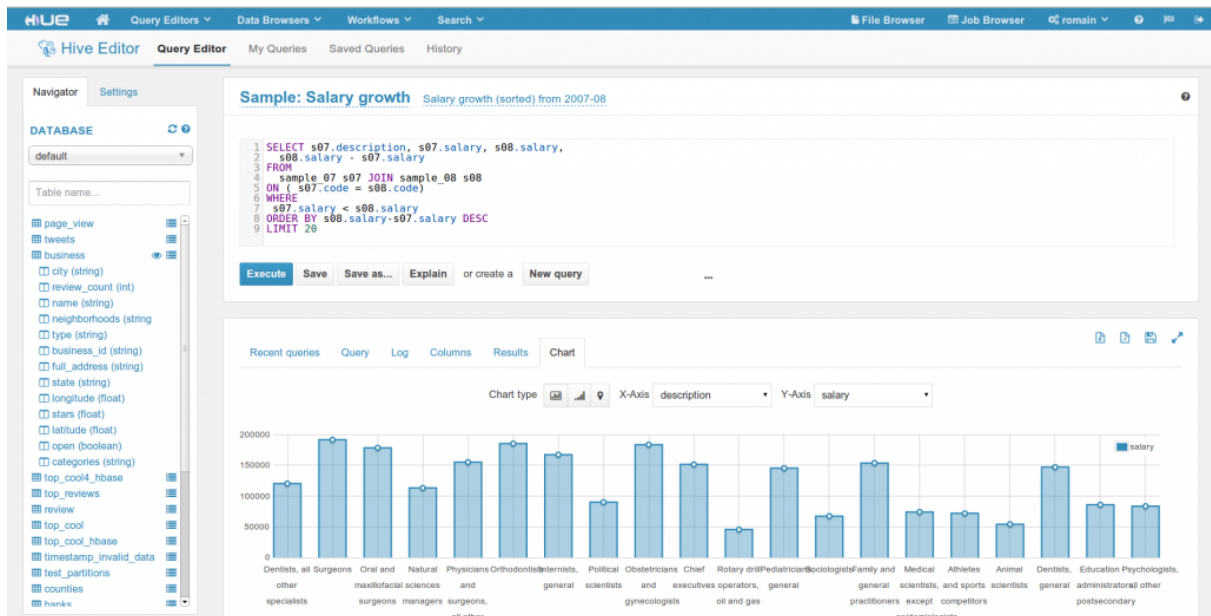 HUE Query Editors Data Browsers Workflows Search File Browser Job Browser romain
Hive Editor Query Editor My Queries Saved Queries History
Navigator Settings
DATABASE
default
Table name...
page_view
tweets
business
city (string)
review_count (int)
name (string)
neighborhoods (string
type (string)
business_id (string)
full_address (string)
state (string)
longitude (float)
stars (float)
latitude (float)
open (boolean)
categories (string)
top_cool4_hbase
top_reviews
review
top_cool
top_cool_hbase
timestamp_invalid_data
test_partitions
counties
banks
Sample: Salary growth Salary growth (sorted) from 2007-08
1 SELECT s07.description, s07.salary, s08.salary,
2 s08.salary - s07.salary
3 FROM
4 sample_07 s07 JOIN sample_08 s08
5 ON ( s07.code = s08.code)
6 WHERE
7 s07.salary < s08.salary
8 ORDER BY s08.salary-s07.salary DESC
9 LIMIT 20
Execute Save Save as... Explain or create a New query ...
Recent queries Query Log Columns Results Chart
Chart type X-Axis description Y-Axis salary
salary
200000
150000
100000
50000
0
Dentists, all Surgeons Oral and Natural Physicians Orthodontists Internists, Political Obstetricians Chief Rotary drill Pediatricians, Sociologists Family and Medical Athletes Animal Dentists, Education Psychologists,
other maxillofacial sciences and general scientists and executives operators, general general scientists, and sports scientists general administrators all other
specialists surgeons managers surgeons, gynecologists oil and gas practitioners except competitors postsecondary
all other epidemiologists